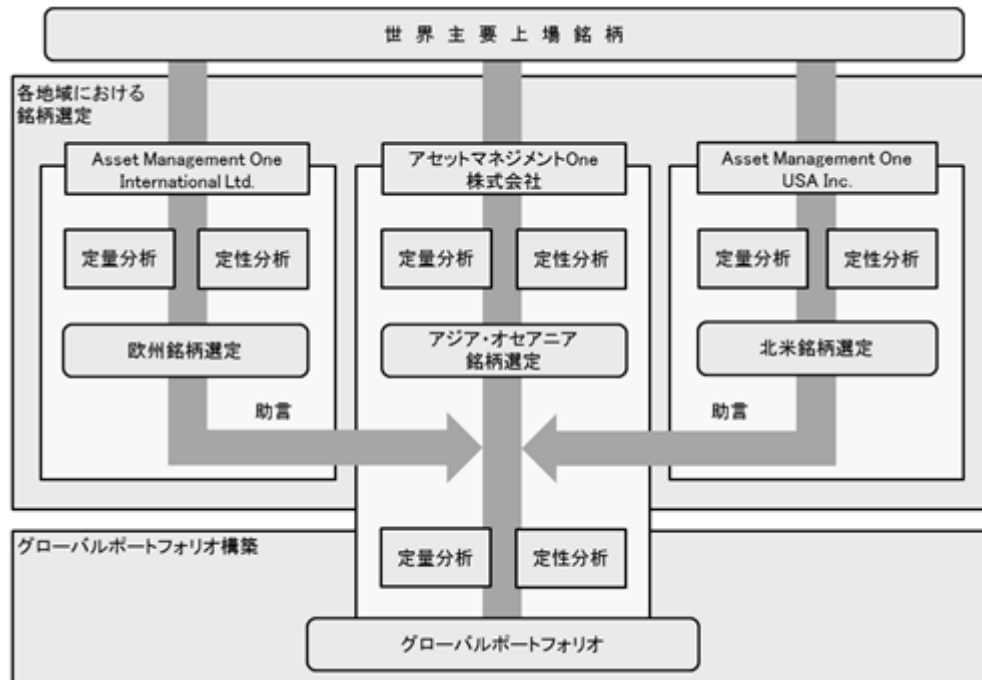 世界主要上場銘柄
各地域における
銘柄選定
Asset Management One
International Ltd.
アセットマネジメントOne
株式会社
Asset Management One
USA Inc.
定量分析
定性分析
定量分析
定性分析
定量分析
定性分析
欧州銘柄選定
アジア・オセアニア
銘柄選定
北米銘柄選定
助言
助言
グローバルポートフォリオ構築
定量分析
定性分析
グローバルポートフォリオ